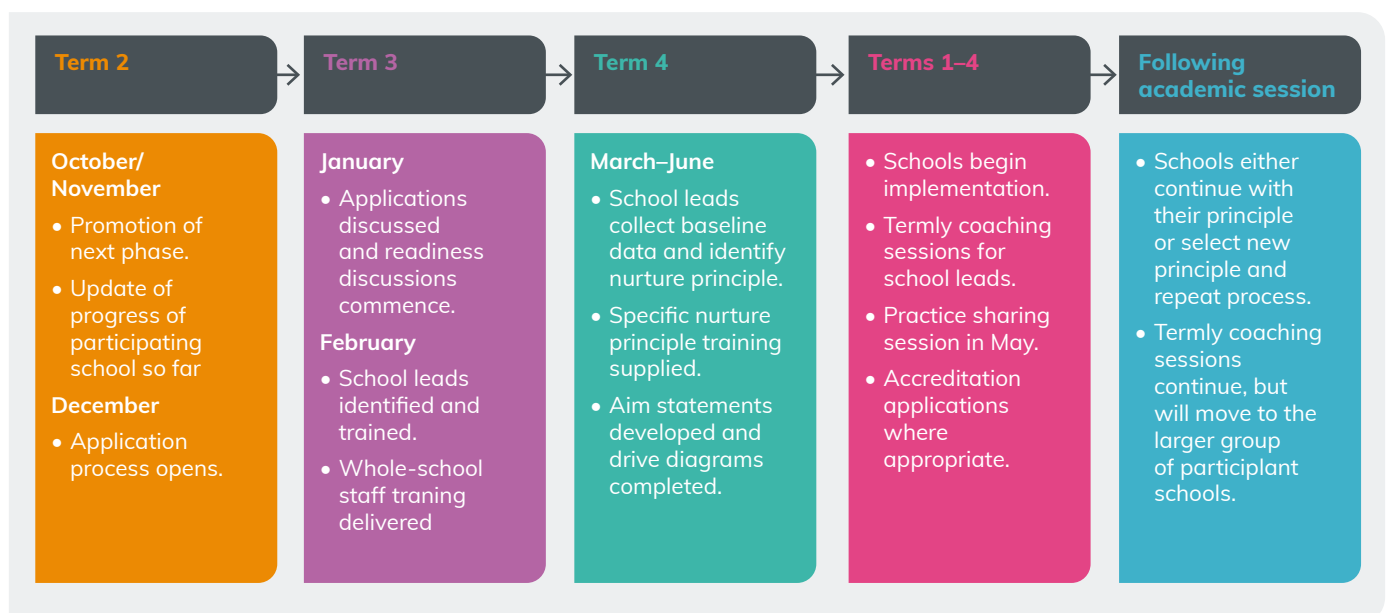 Term 2
October/
November
• Promotion of
next phase.
• Update of
progress of
participating
school so far
December
• Application
process opens.
Term 3
January
• Applications
discussed
and readiness
discussions
commence.
February
• School leads
identified and
trained.
• Whole-school
staff traning
delivered
Term 4
March–June
• School leads
collect baseline
data and identify
nurture principle.
• Specific nurture
principle training
supplied.
• Aim statements
developed and
drive diagrams
completed.
Terms 1–4
• Schools begin
implementation.
• Termly coaching
sessions for
school leads.
• Practice sharing
session in May.
• Accreditation
applications
where
appropriate.
Following
academic session
• Schools either
continue with
their principle
or select new
principle and
repeat process.
• Termly coaching
sessions
continue, but
will move to the
larger group
of participlant
schools.